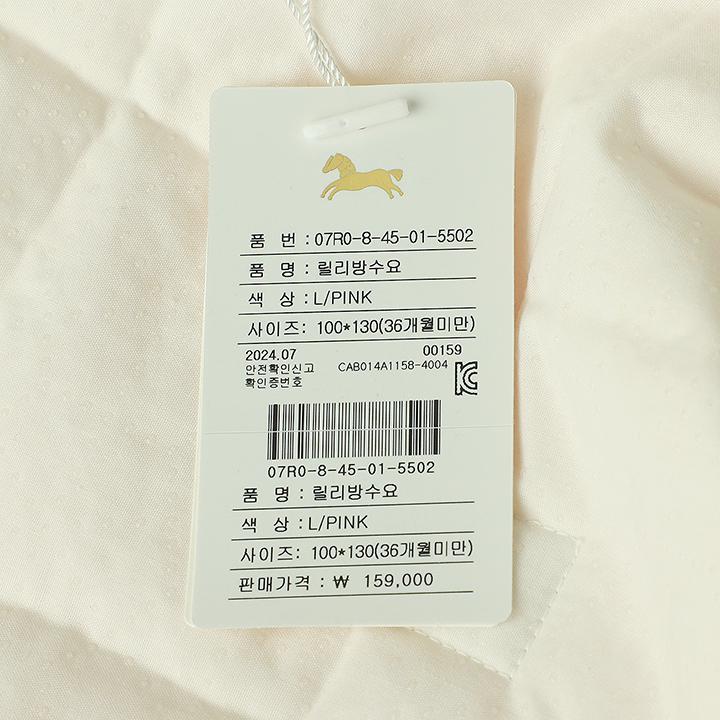 품 번 : 07R0-8-45-01-5502
품 명 : 릴리방수요
색 상 : L/PINK
사이즈: 100*130(36개월미만)
2024.07 00159
안전확인신고 CAB014A1158-4004
확인증번호
07R0-8-45-01-5502
품 명 : 릴리방수요
색 상 : L/PINK
사이즈: 100*130(36개월미만)
판매가격 : ₩ 159,000